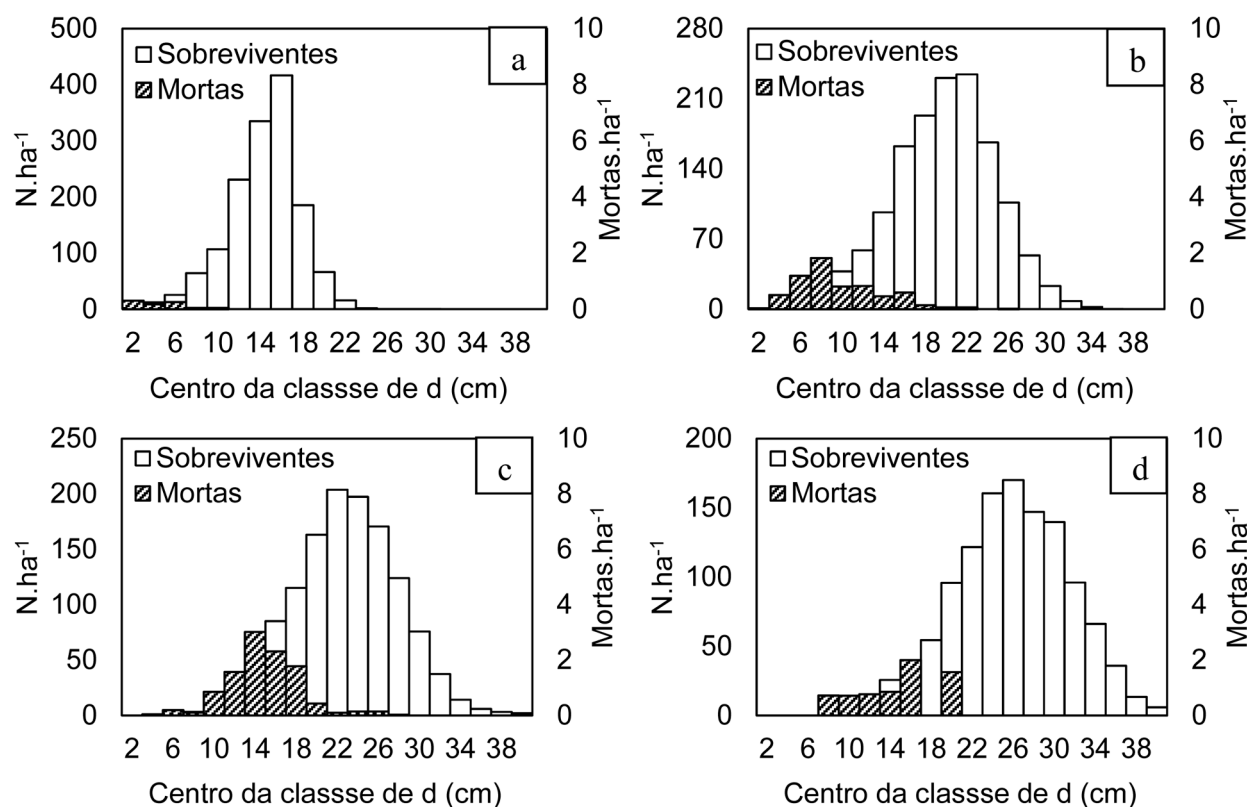 500
400
300
200
100
0
N.ha-1
Sobreviventes
Mortas
a
10
8
6
4
2
0
Mortas.ha-1
2 6 10 14 18 22 26 30 34 38
Centro da classse de d (cm)
280
210
140
70
0
N.ha-1
Sobreviventes
Mortas
b
10
8
6
4
2
0
Mortas.ha-1
2 6 10 14 18 22 26 30 34 38
Centro da classse de d (cm)
250
200
150
100
50
0
N.ha-1
Sobreviventes
Mortas
c
10
8
6
4
2
0
Mortas.ha-1
2 6 10 14 18 22 26 30 34 38
Centro da classse de d (cm)
200
150
100
50
0
N.ha-1
Sobreviventes
Mortas
d
10
8
6
4
2
0
Mortas.ha-1
2 6 10 14 18 22 26 30 34 38
Centro da classse de d (cm)